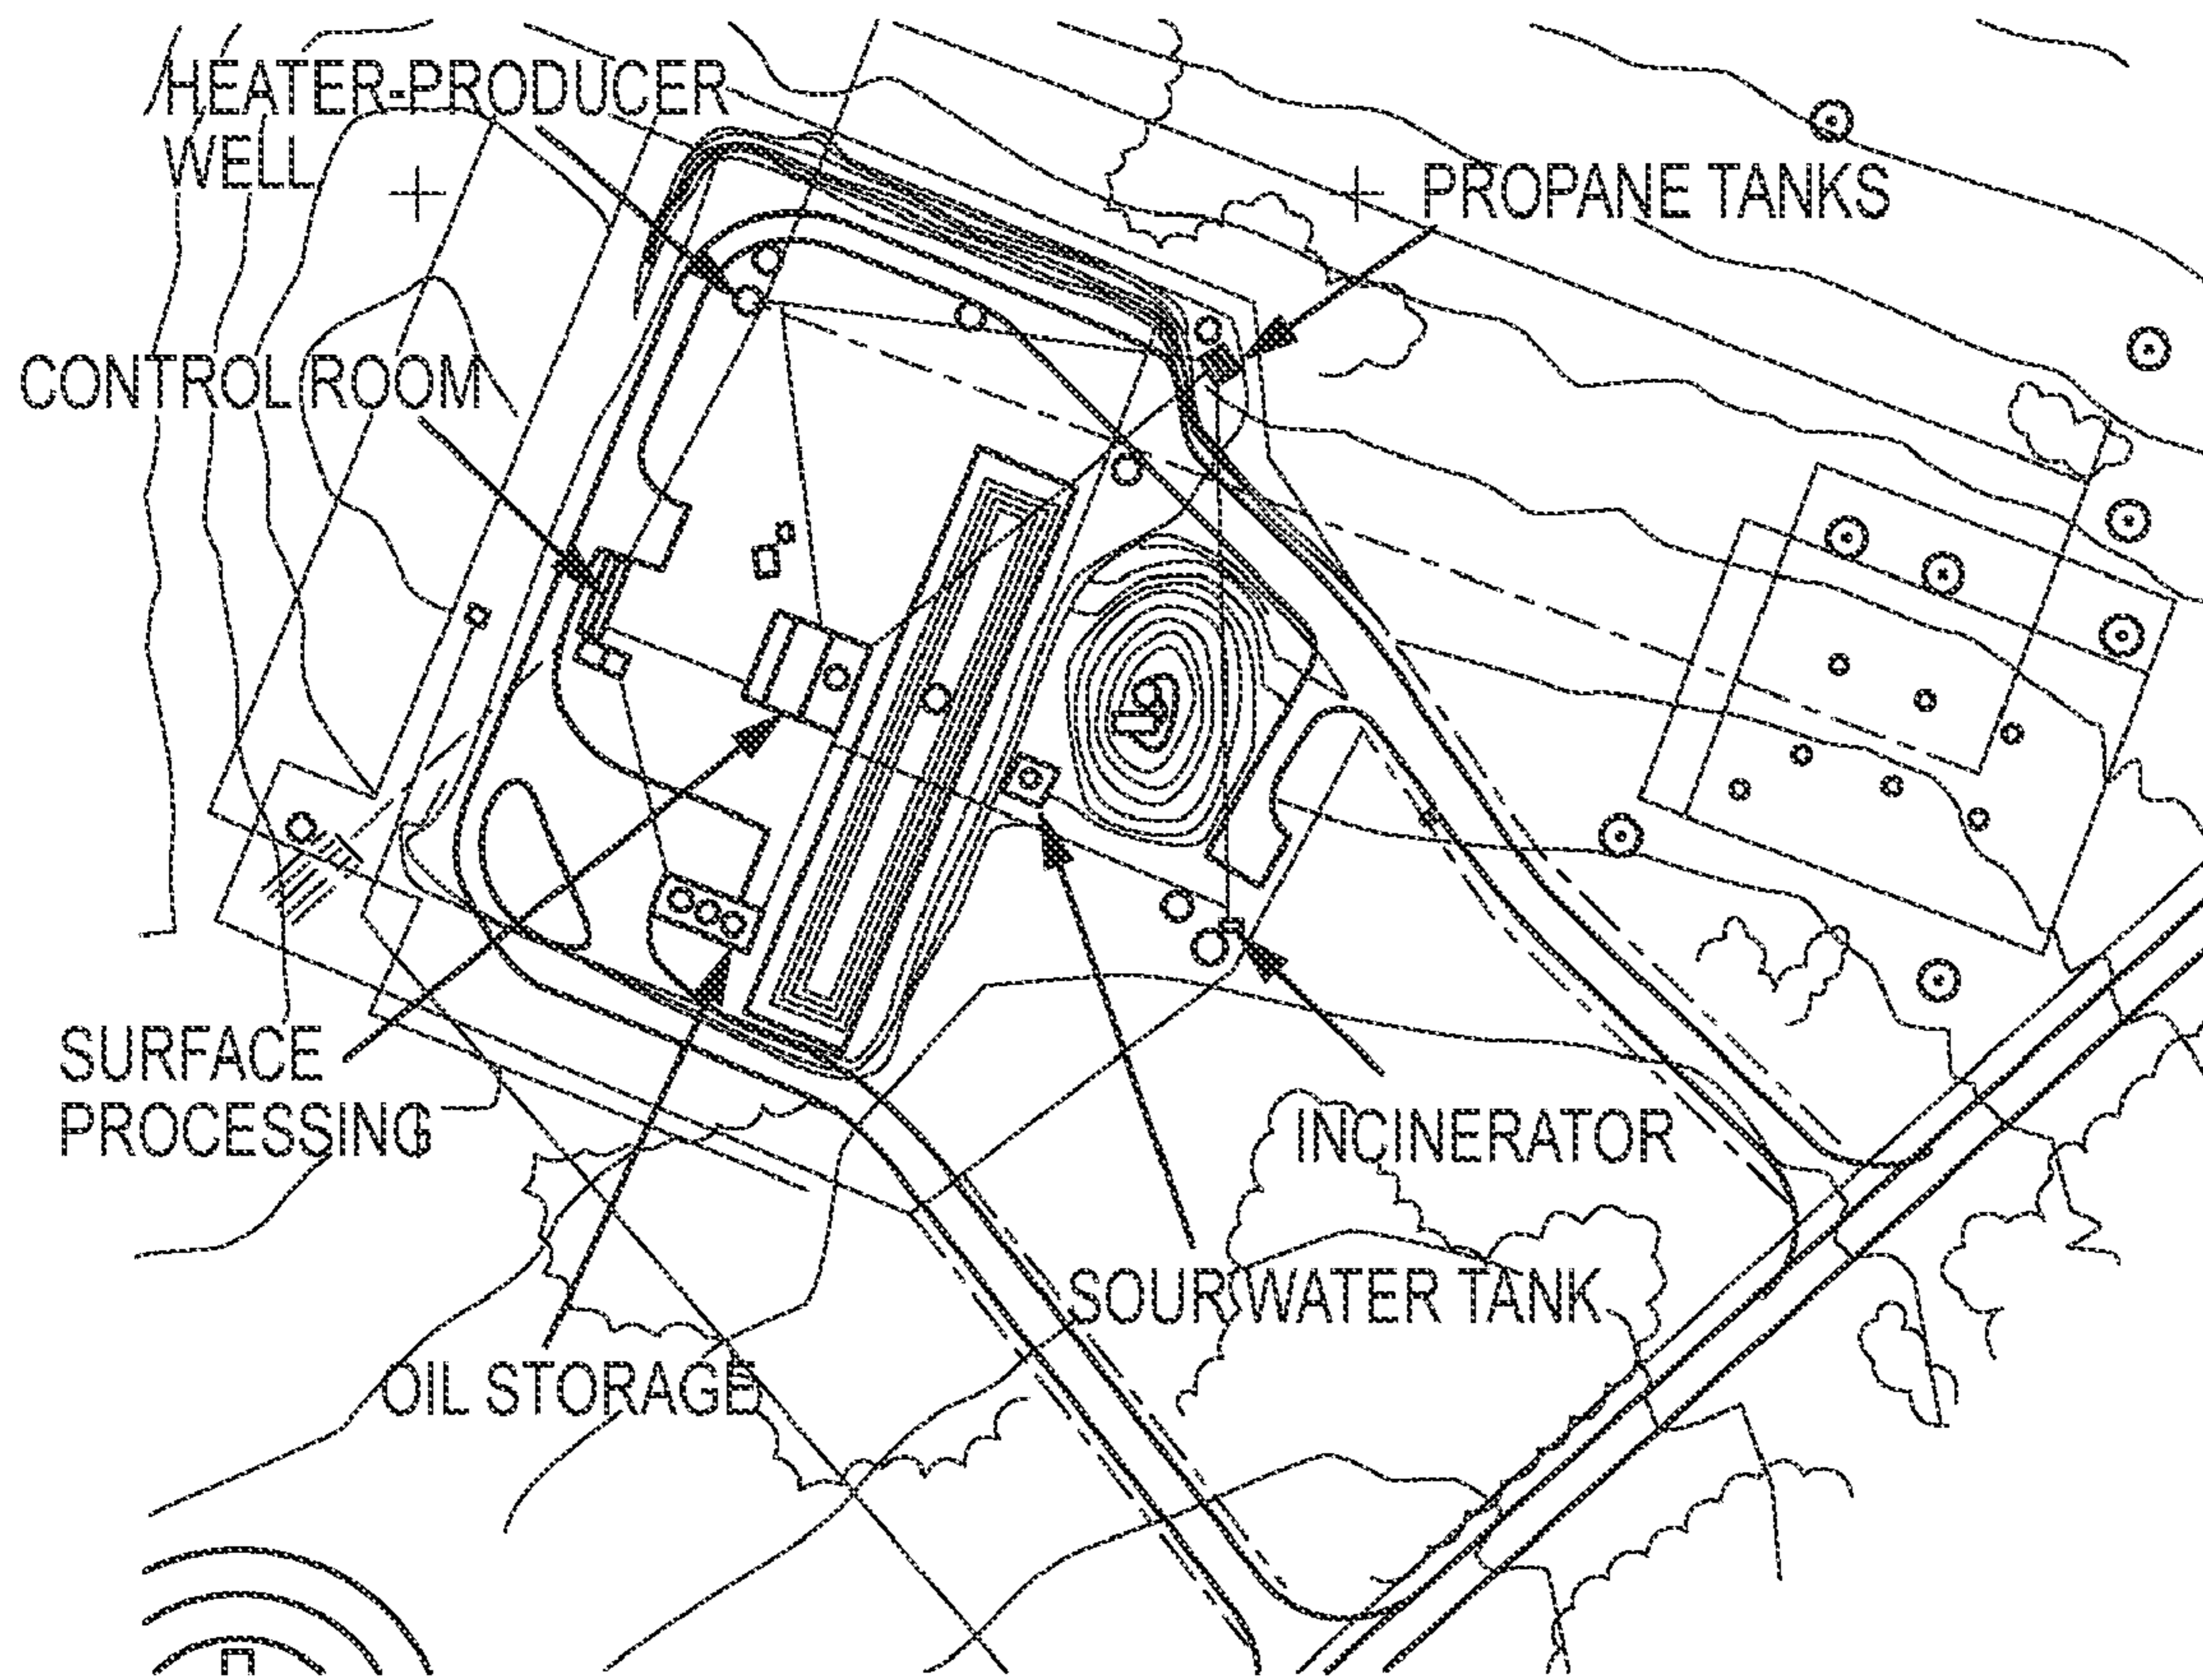 HEATER-PRODUCER
WELL
PROPANE TANKS
CONTROL ROOM
SURFACE
PROCESSING
INCINERATOR
SOUR WATER TANK
OIL STORAGE